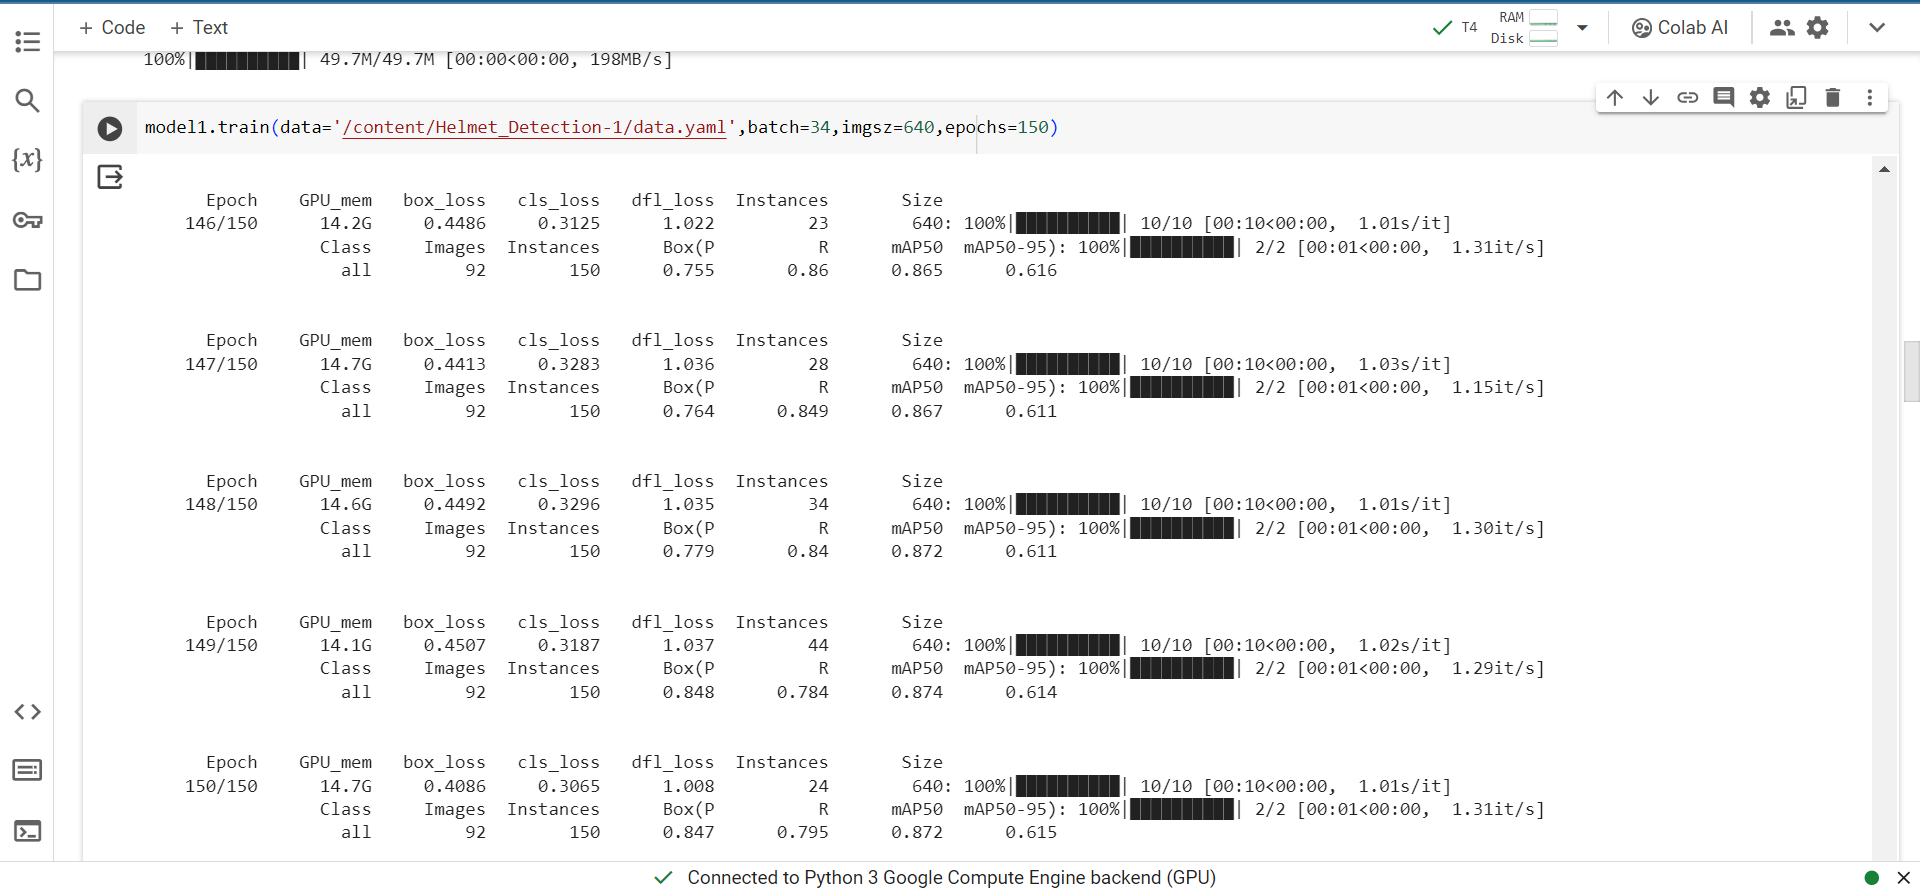 + Code + Text
T4 RAM Disk
Colab AI
100%|██████████| 49.7M/49.7M [00:00<00:00, 198MB/s]
model1.train(data='/content/Helmet_Detection-1/data.yaml',batch=34,imgsz=640,epochs=150)
{x}
Epoch GPU_mem box_loss cls_loss dfl_loss Instances Size
146/150 14.2G 0.4486 0.3125 1.022 23 640: 100%|██████████| 10/10 [00:10<00:00, 1.01s/it]
Class Images Instances Box(P R mAP50 mAP50-95): 100%|██████████| 2/2 [00:01<00:00, 1.31it/s]
all 92 150 0.755 0.86 0.865 0.616
Epoch GPU_mem box_loss cls_loss dfl_loss Instances Size
147/150 14.7G 0.4413 0.3283 1.036 28 640: 100%|██████████| 10/10 [00:10<00:00, 1.03s/it]
Class Images Instances Box(P R mAP50 mAP50-95): 100%|██████████| 2/2 [00:01<00:00, 1.15it/s]
all 92 150 0.764 0.849 0.867 0.611
Epoch GPU_mem box_loss cls_loss dfl_loss Instances Size
148/150 14.6G 0.4492 0.3296 1.035 34 640: 100%|██████████| 10/10 [00:10<00:00, 1.01s/it]
Class Images Instances Box(P R mAP50 mAP50-95): 100%|██████████| 2/2 [00:01<00:00, 1.30it/s]
all 92 150 0.779 0.84 0.872 0.611
Epoch GPU_mem box_loss cls_loss dfl_loss Instances Size
149/150 14.1G 0.4507 0.3187 1.037 44 640: 100%|██████████| 10/10 [00:10<00:00, 1.02s/it]
Class Images Instances Box(P R mAP50 mAP50-95): 100%|██████████| 2/2 [00:01<00:00, 1.29it/s]
all 92 150 0.848 0.784 0.874 0.614
Epoch GPU_mem box_loss cls_loss dfl_loss Instances Size
150/150 14.7G 0.4086 0.3065 1.008 24 640: 100%|██████████| 10/10 [00:10<00:00, 1.01s/it]
Class Images Instances Box(P R mAP50 mAP50-95): 100%|██████████| 2/2 [00:01<00:00, 1.31it/s]
all 92 150 0.847 0.795 0.872 0.615
Connected to Python 3 Google Compute Engine backend (GPU)